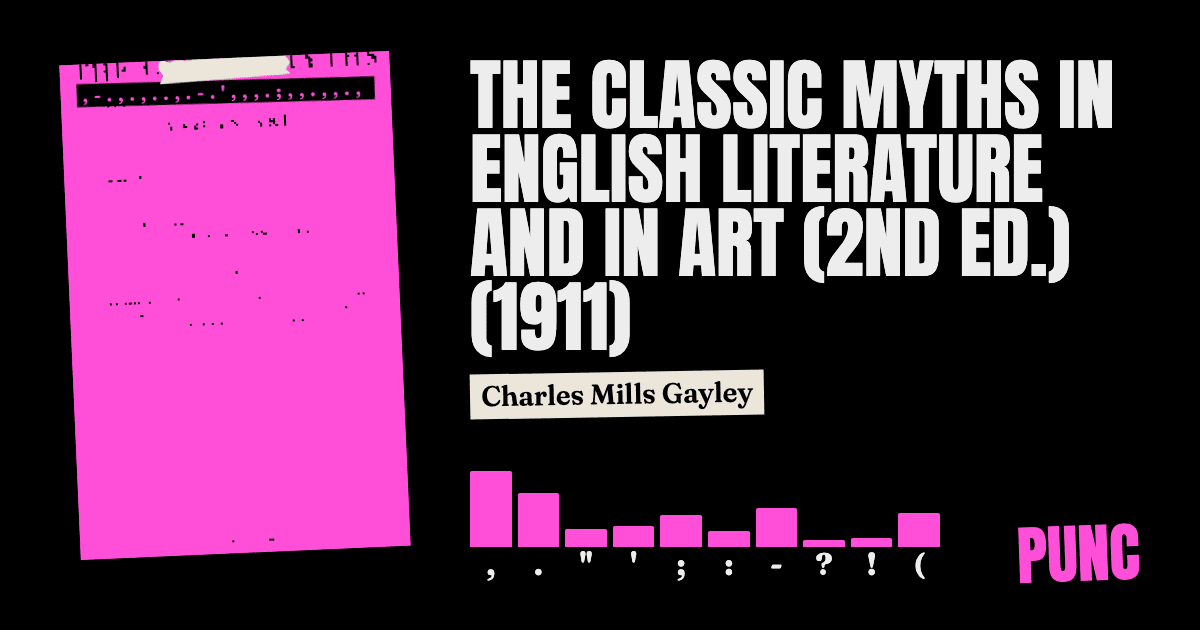 ,-.,.,.,.-.',,,.;,,.,,.,
THE CLASSIC MYTHS IN
ENGLISH LITERATURE
AND IN ART (2ND ED.)
(1911)
Charles Mills Gayley
, . " ' ; : - ? ! (
PUNC